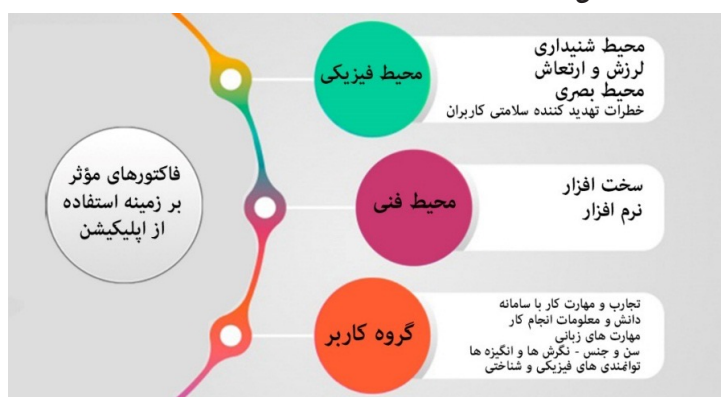 فاکتورهای مؤثر
بر زمینه استفاده
از اپلیکیشن
محیط فیزیکی
محیط شنیداری
لرزش و ارتعاش
محیط بصری
خطرات تهدید کننده سلامتی کاربران
محیط فنی
سخت افزار
نرم افزار
گروه کاربر
تجارب و مهارت کار با سامانه
دانش و معلومات انجام کار
مهارت های زبانی
سن و جنس - نگرش ها و انگیزه ها
توانمندی های فیزیکی و شناختی